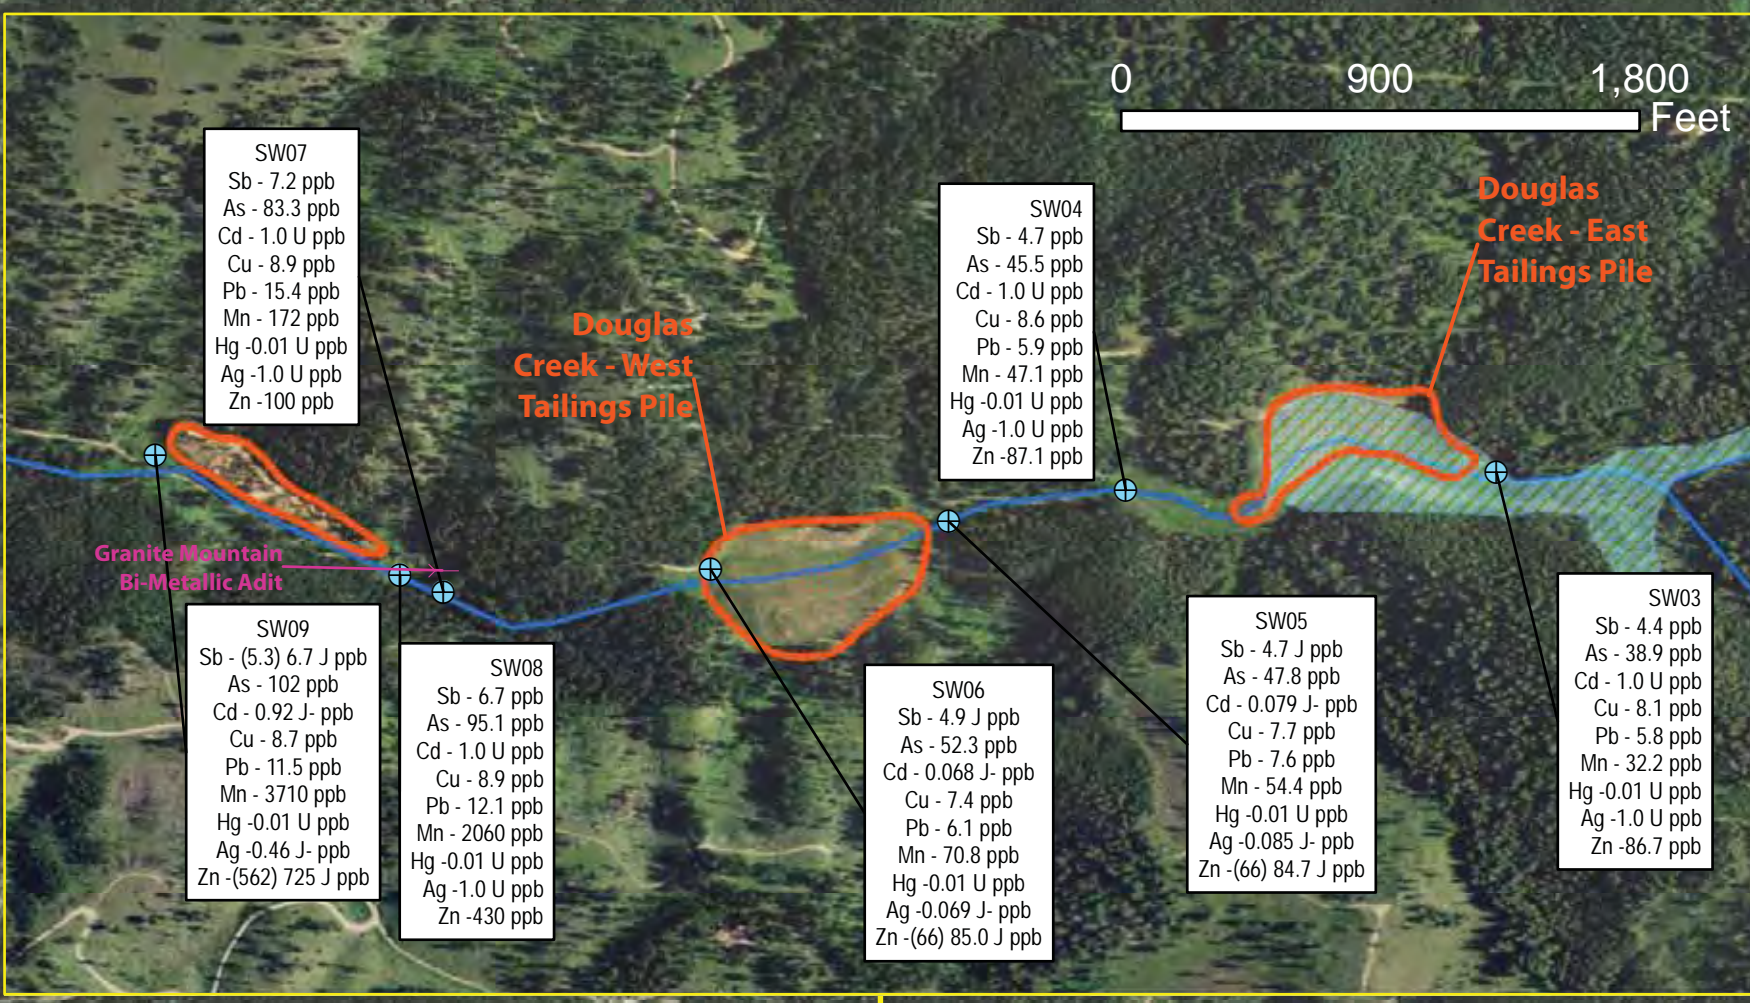 0 900 1,800
Feet
SW07
Sb - 7.2 ppb
As - 83.3 ppb
Cd - 1.0 U ppb
Cu - 8.9 ppb
Pb - 15.4 ppb
Mn - 172 ppb
Hg -0.01 U ppb
Ag -1.0 U ppb
Zn -100 ppb
SW04
Sb - 4.7 ppb
As - 45.5 ppb
Cd - 1.0 U ppb
Cu - 8.6 ppb
Pb - 5.9 ppb
Mn - 47.1 ppb
Hg -0.01 U ppb
Ag -1.0 U ppb
Zn -87.1 ppb
Douglas
Creek - East
Tailings Pile
Douglas
Creek - West
Tailings Pile
Granite Mountain
Bi-Metallic Adit
SW09
Sb - (5.3) 6.7 J ppb
As - 102 ppb
Cd - 0.92 J- ppb
Cu - 8.7 ppb
Pb - 11.5 ppb
Mn - 3710 ppb
Hg -0.01 U ppb
Ag -0.46 J- ppb
Zn -(562) 725 J ppb
SW08
Sb - 6.7 ppb
As - 95.1 ppb
Cd - 1.0 U ppb
Cu - 8.9 ppb
Pb - 12.1 ppb
Mn - 2060 ppb
Hg -0.01 U ppb
Ag -1.0 U ppb
Zn -430 ppb
SW06
Sb - 4.9 J ppb
As - 52.3 ppb
Cd - 0.068 J- ppb
Cu - 7.4 ppb
Pb - 6.1 ppb
Mn - 70.8 ppb
Hg -0.01 U ppb
Ag -0.069 J- ppb
Zn -(66) 85.0 J ppb
SW05
Sb - 4.7 J ppb
As - 47.8 ppb
Cd - 0.079 J- ppb
Cu - 7.7 ppb
Pb - 7.6 ppb
Mn - 54.4 ppb
Hg -0.01 U ppb
Ag -0.085 J- ppb
Zn -(66) 84.7 J ppb
SW03
Sb - 4.4 ppb
As - 38.9 ppb
Cd - 1.0 U ppb
Cu - 8.1 ppb
Pb - 5.8 ppb
Mn - 32.2 ppb
Hg -0.01 U ppb
Ag -1.0 U ppb
Zn -86.7 ppb